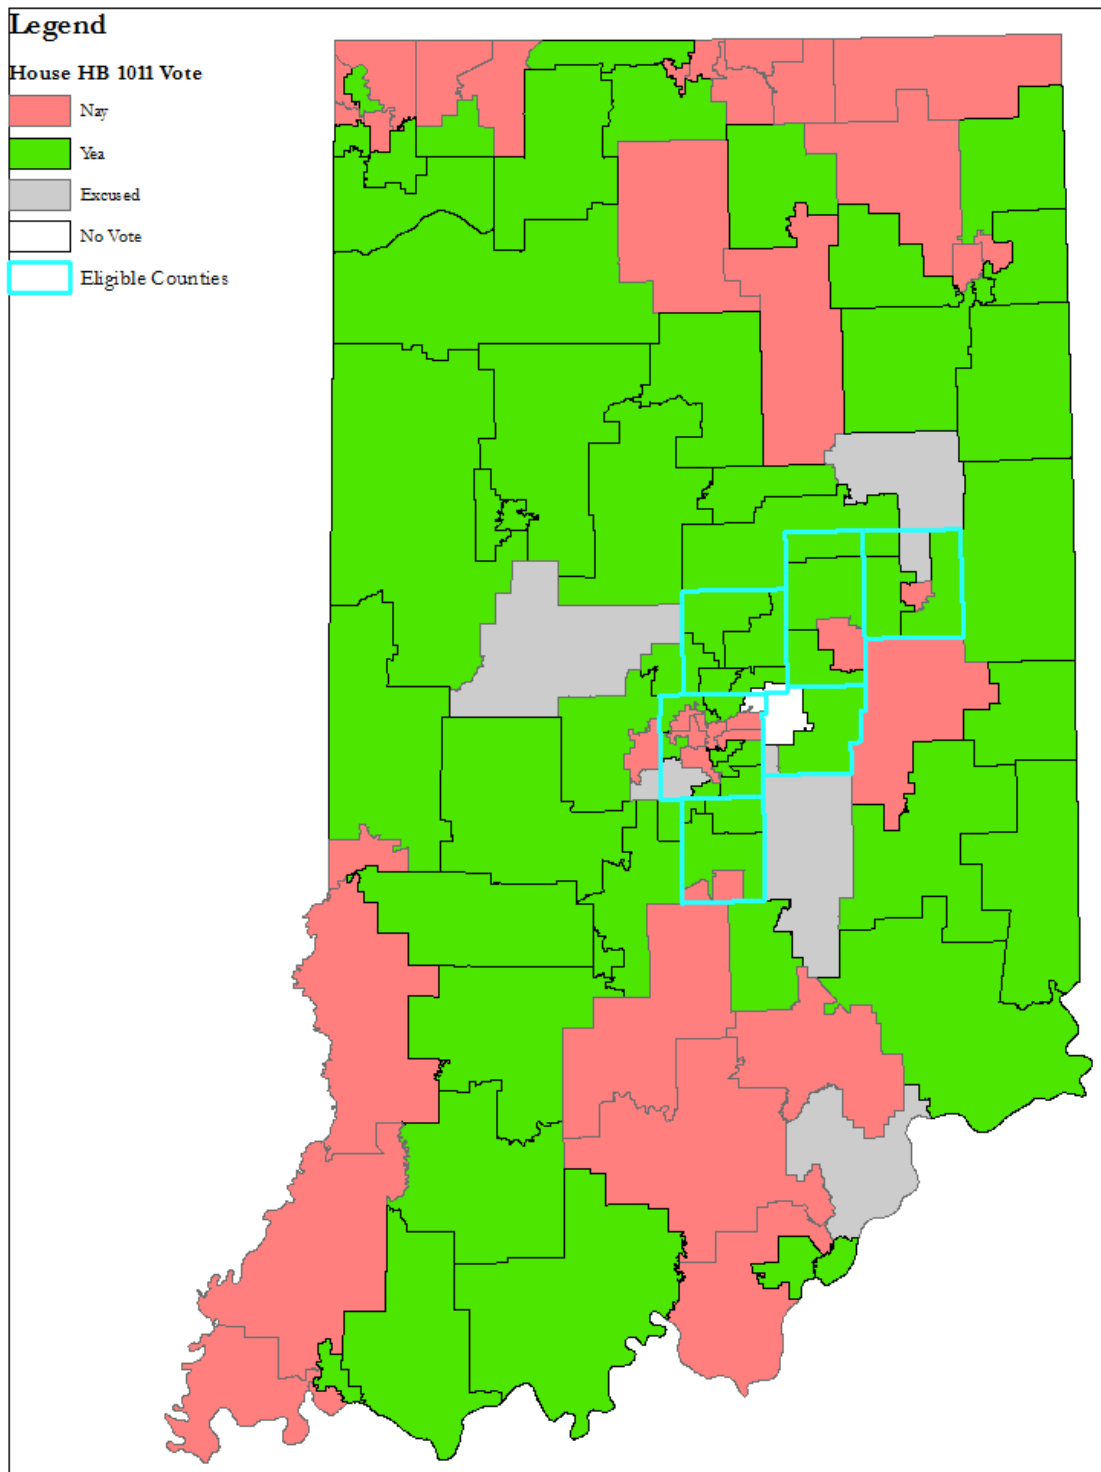 Legend
House HB 1011 Vote
Nay
Yea
Excused
No Vote
Eligible Counties